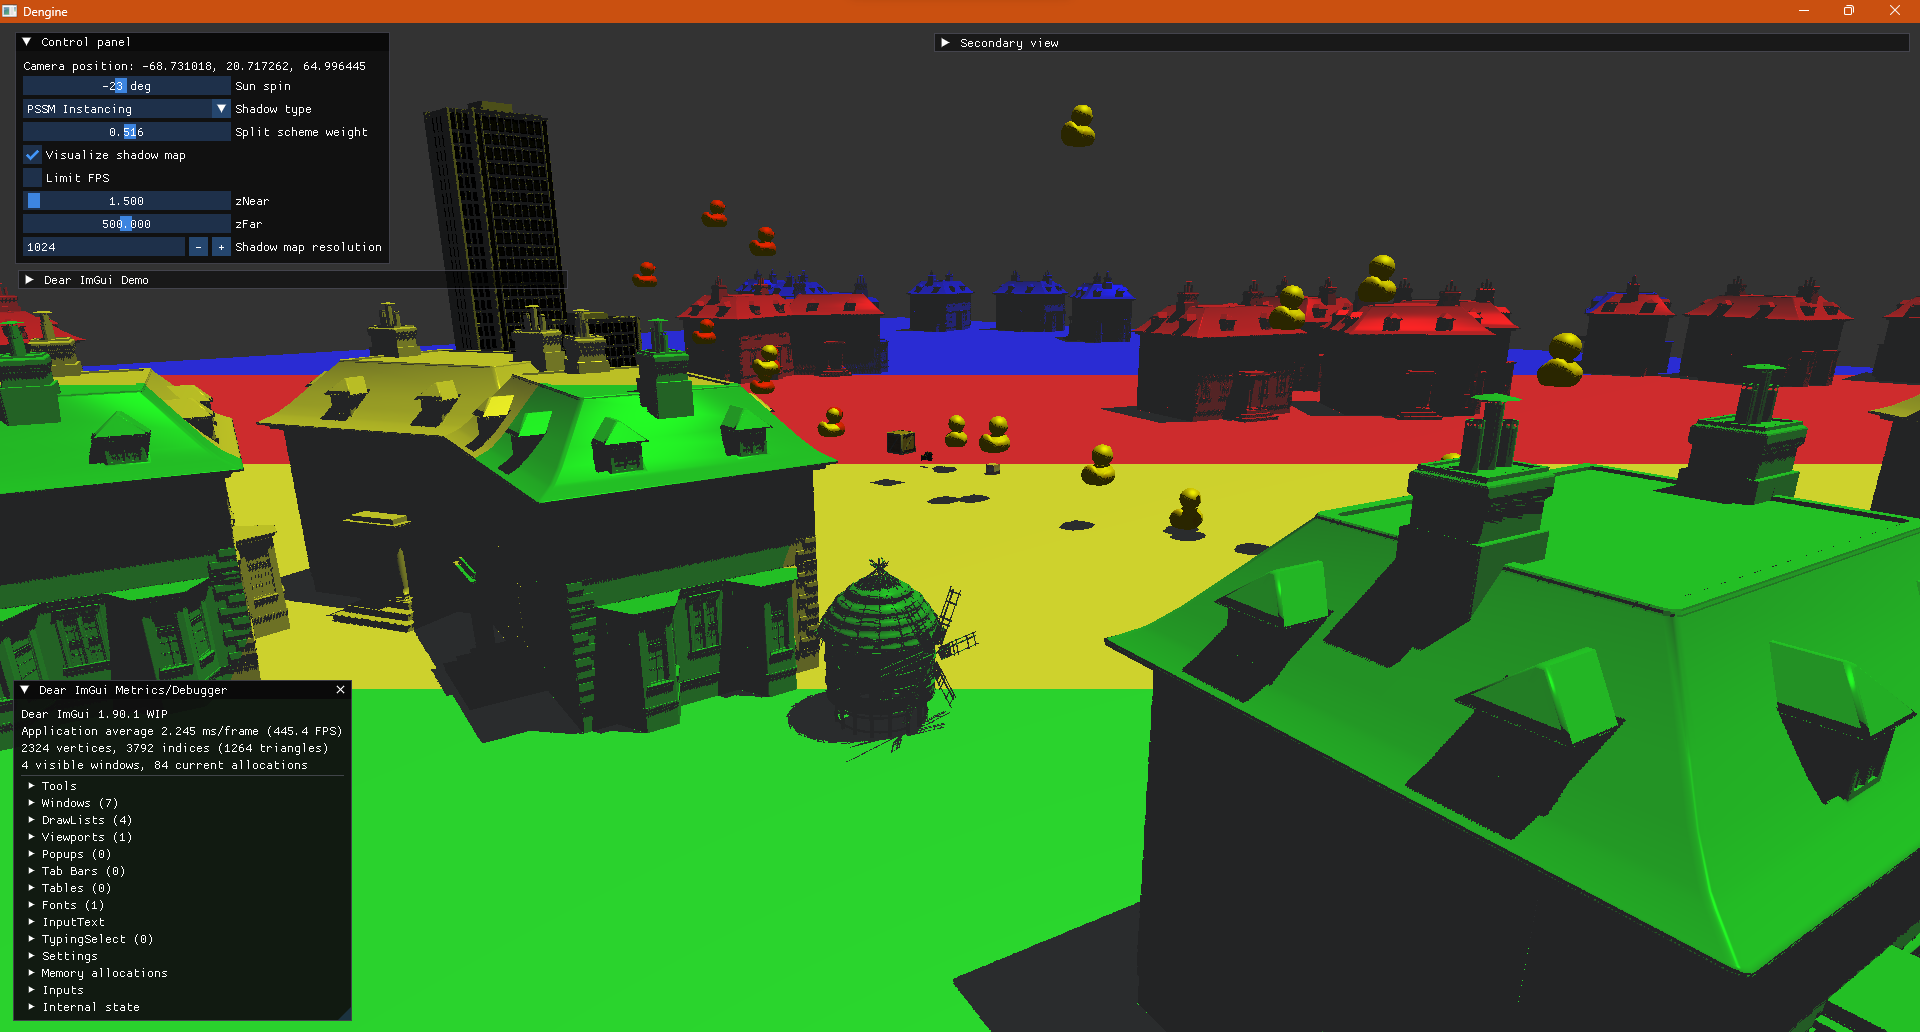 Dengine
Control panel
Camera position: -68.731018, 20.717262, 64.996445
-23 deg Sun spin
PSSM Instancing Shadow type
0.516 Split scheme weight
Visualize shadow map
Limit FPS
1.500 zNear
500.000 zFar
1024 - + Shadow map resolution
Dear ImGui Demo
Secondary view
Dear ImGui Metrics/Debugger
Dear ImGui 1.90.1 WIP
Application average 2.245 ms/frame (445.4 FPS)
2324 vertices, 3792 indices (1264 triangles)
4 visible windows, 84 current allocations
Tools
Windows (7)
DrawLists (4)
Viewports (1)
Popups (0)
Tab Bars (0)
Tables (0)
Fonts (1)
InputText
TypingSelect (0)
Settings
Memory allocations
Inputs
Internal state